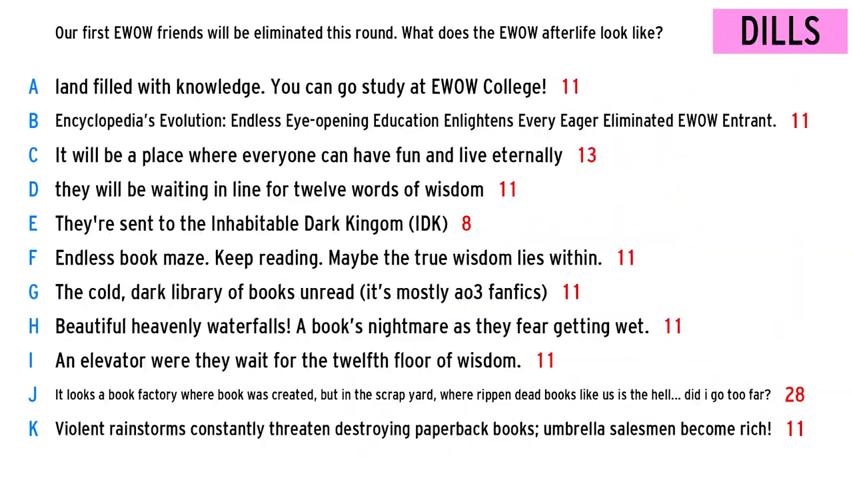 Our first EWOW friends will be eliminated this round. What does the EWOW afterlife look like?
DILLS
A land filled with knowledge. You can go study at EWOW College! 11
B Encyclopedia's Evolution: Endless Eye-opening Education Enlightens Every Eager Eliminated EWOW Entrant. 11
C It will be a place where everyone can have fun and live eternally 13
D they will be waiting in line for twelve words of wisdom 11
E They're sent to the Inhabitable Dark Kingom (IDK) 8
F Endless book maze. Keep reading. Maybe the true wisdom lies within. 11
G The cold, dark library of books unread (it's mostly ao3 fanfics) 11
H Beautiful heavenly waterfalls! A book's nightmare as they fear getting wet. 11
I An elevator were they wait for the twelfth floor of wisdom. 11
J It looks a book factory where book was created, but in the scrap yard, where rippen dead books like us is the hell... did i go too far? 28
K Violent rainstorms constantly threaten destroying paperback books; umbrella salesmen become rich! 11